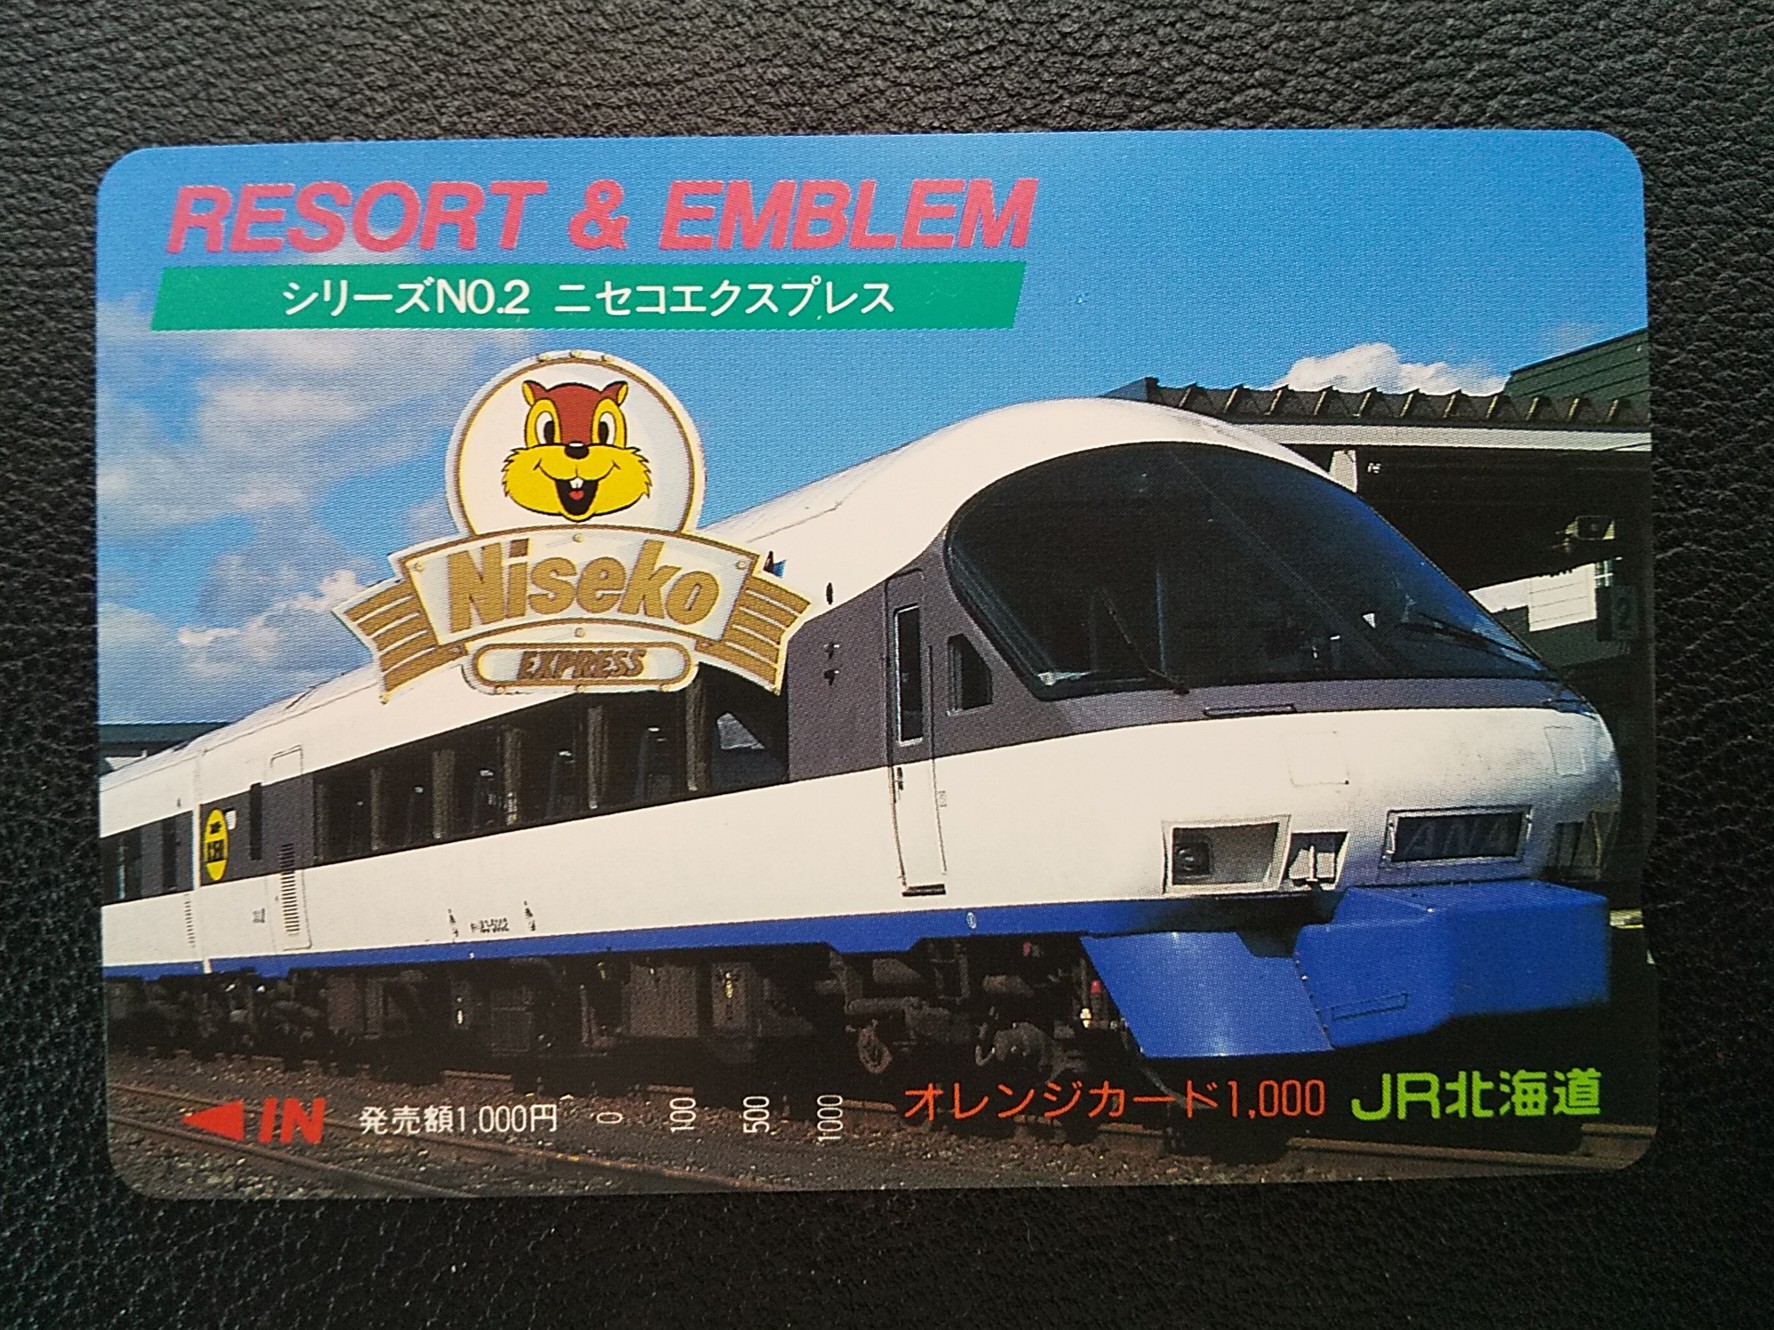 RESORT & EMBLEM
シリーズNO.2 ニセコエクスプレス
Niseko
EXPRESS
ANA
2
IN 発売額1,000円 0 100 500 1000 オレンジカード1,000 JR北海道